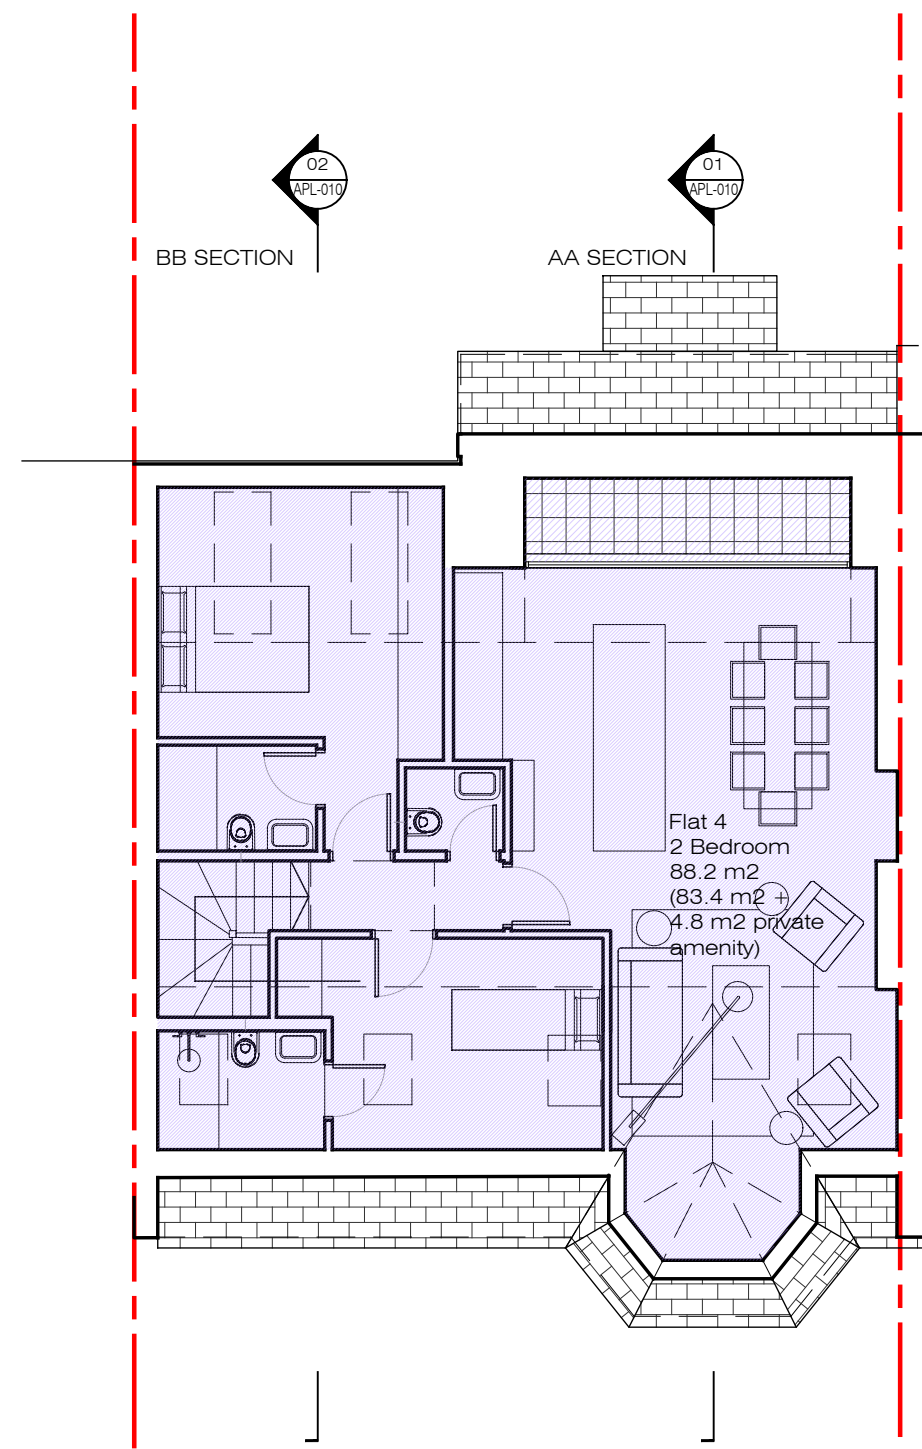 02
APL-010
01
APL-010
BB SECTION
AA SECTION
Flat 4
2 Bedroom
88.2 m2
(83.4 m2 +
4.8 m2 private
amenity)